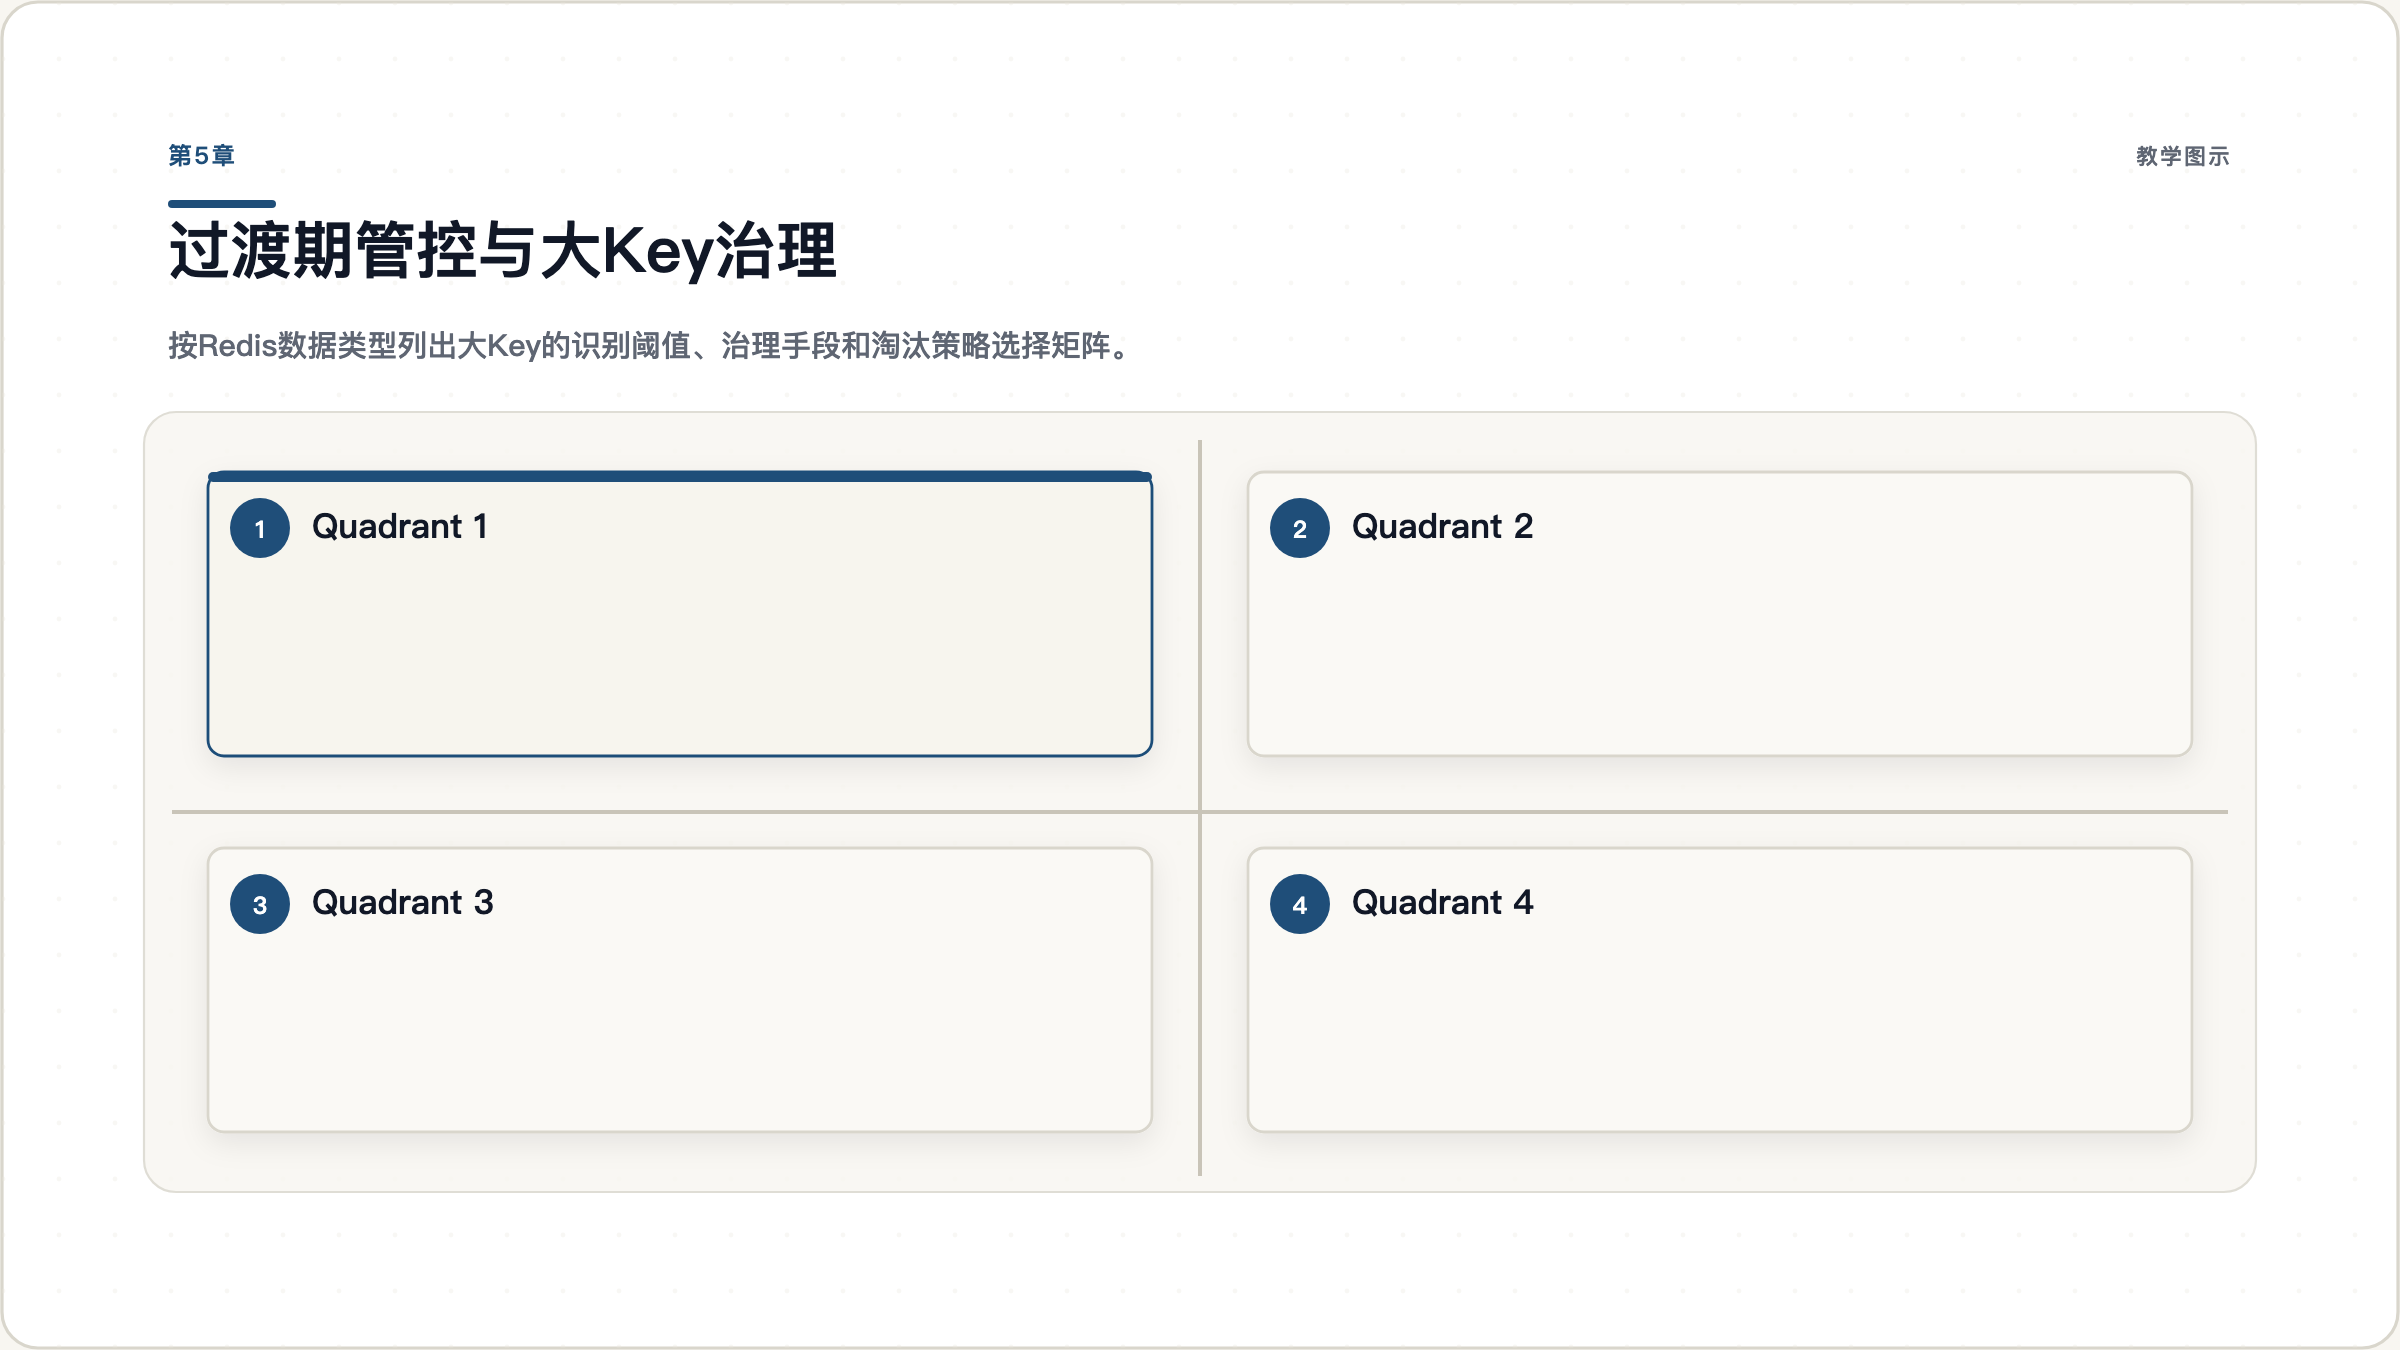 第5章
教学图示
过渡期管控与大Key治理
按Redis数据类型列出大Key的识别阈值、治理手段和淘汰策略选择矩阵。
1
Quadrant 1
2
Quadrant 2
3
Quadrant 3
4
Quadrant 4